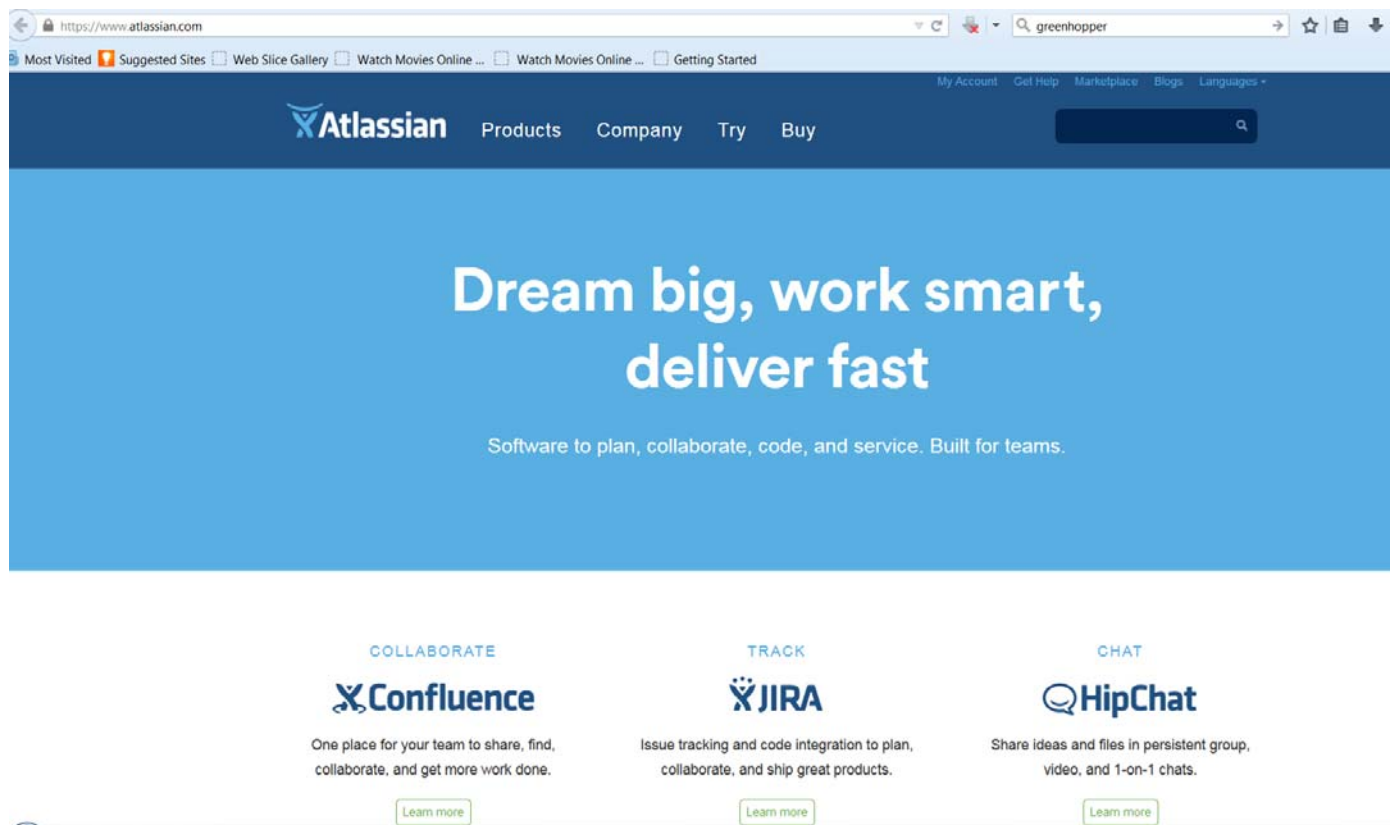 https://www.atlassian.com
greenhopper
Most Visited Suggested Sites Web Slice Gallery Watch Movies Online ... Watch Movies Online ... Getting Started
My Account Get Help Marketplace Blogs Languages
Atlassian Products Company Try Buy
Dream big, work smart,
deliver fast
Software to plan, collaborate, code, and service. Built for teams.
COLLABORATE TRACK CHAT
Confluence JIRA HipChat
One place for your team to share, find, Issue tracking and code integration to plan, Share ideas and files in persistent group,
collaborate, and get more work done. collaborate, and ship great products. video, and 1-on-1 chats.
Learn more Learn more Learn more